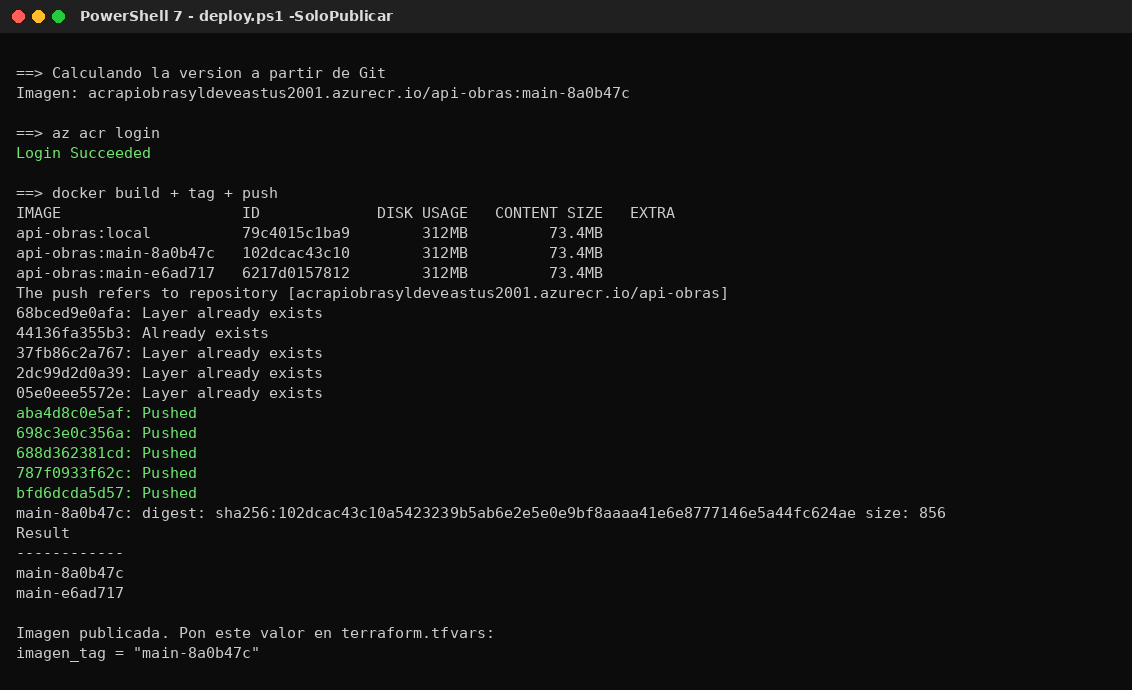 PowerShell 7 - deploy.ps1 -SoloPublicar
==> Calculando la version a partir de Git
Imagen: acrapiobrasyldeveastus2001.azurecr.io/api-obras:main-8a0b47c
==> az acr login
Login Succeeded
==> docker build + tag + push
IMAGE                    ID             DISK USAGE   CONTENT SIZE   EXTRA
api-obras:local          79c4015c1ba9        312MB         73.4MB
api-obras:main-8a0b47c   102dcac43c10        312MB         73.4MB
api-obras:main-e6ad717   6217d0157812        312MB         73.4MB
The push refers to repository [acrapiobrasyldeveastus2001.azurecr.io/api-obras]
68bced9e0afa: Layer already exists
44136fa355b3: Already exists
37fb86c2a767: Layer already exists
2dc99d2d0a39: Layer already exists
05e0eee5572e: Layer already exists
aba4d8c0e5af: Pushed
698c3e0c356a: Pushed
688d362381cd: Pushed
787f0933f62c: Pushed
bfd6dcda5d57: Pushed
main-8a0b47c: digest: sha256:102dcac43c10a5423239b5ab6e2e5e0e9bf8aaaa41e6e8777146e5a44fc624ae size: 856
Result
------------
main-8a0b47c
main-e6ad717
Imagen publicada. Pon este valor en terraform.tfvars:
imagen_tag = "main-8a0b47c"